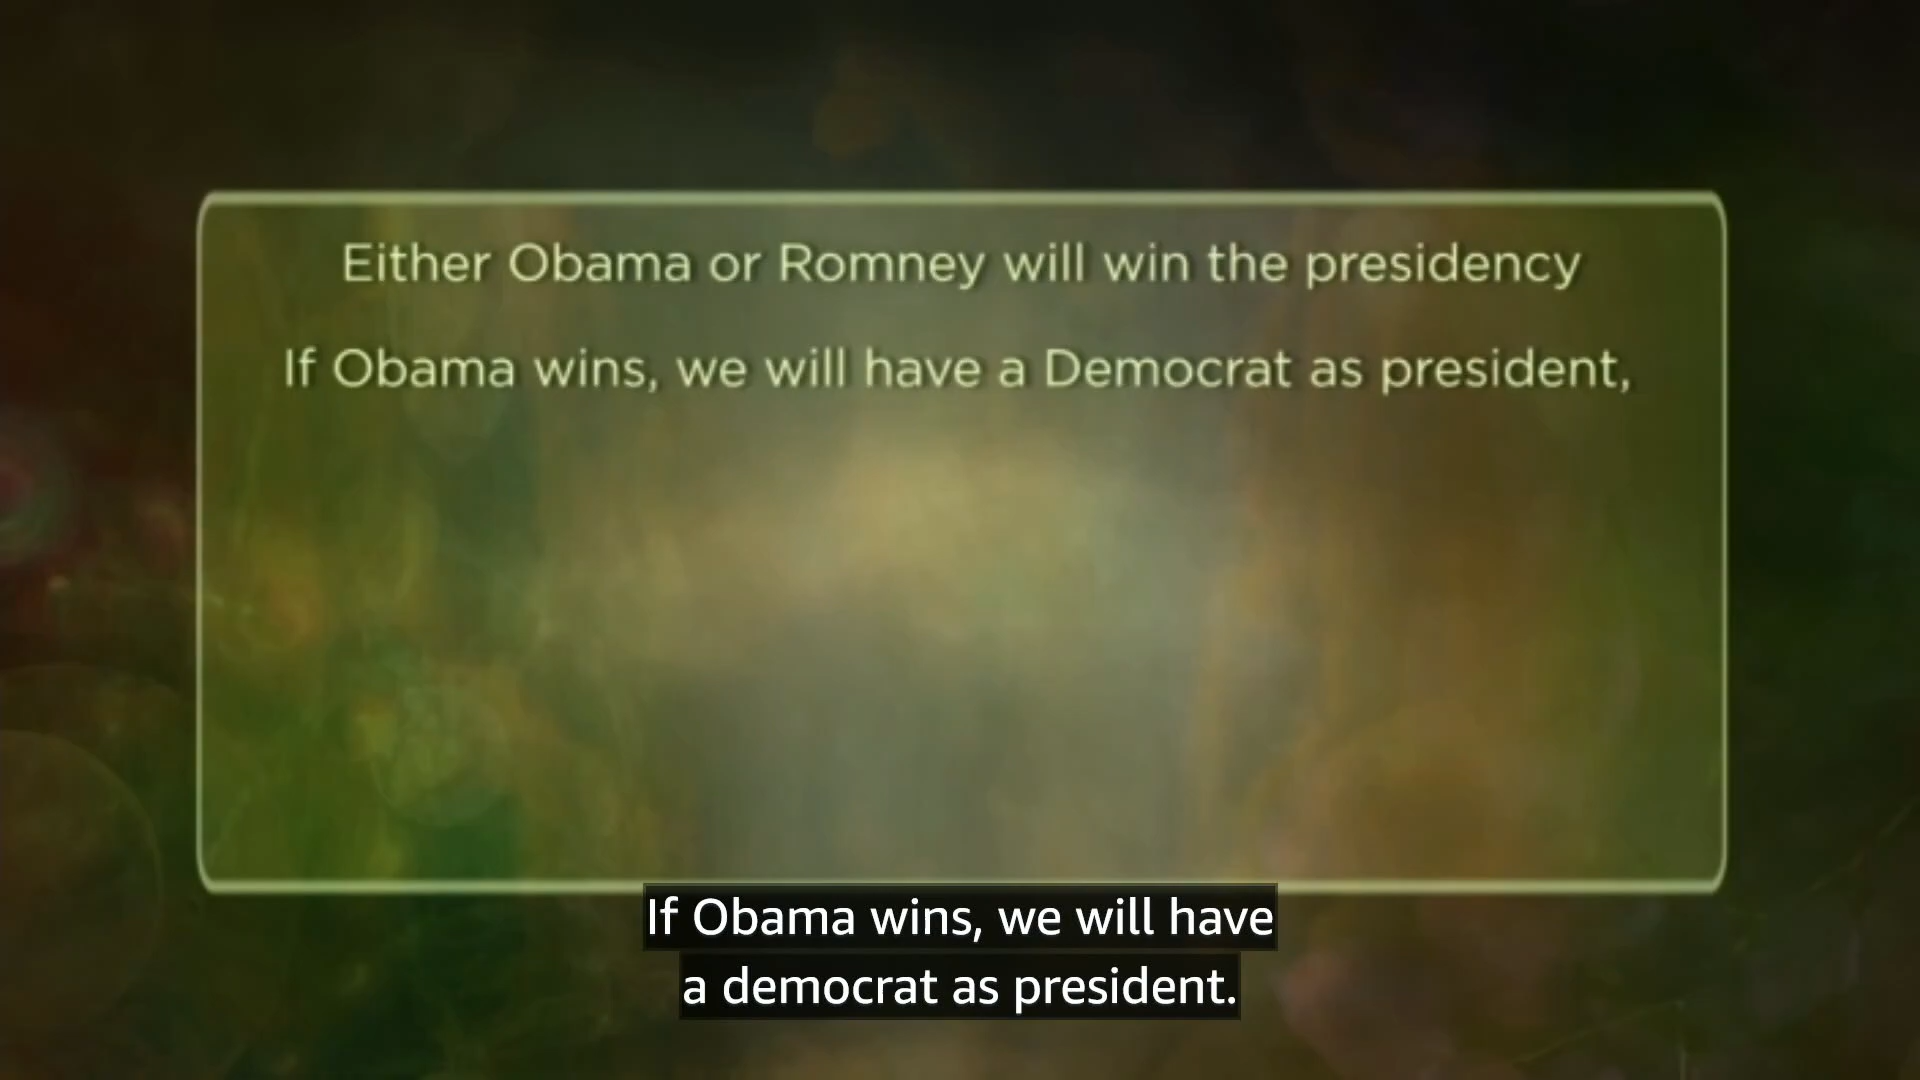 Either Obama or Romney will win the presidency
If Obama wins, we will have a Democrat as president,
If Obama wins, we will have
a democrat as president.